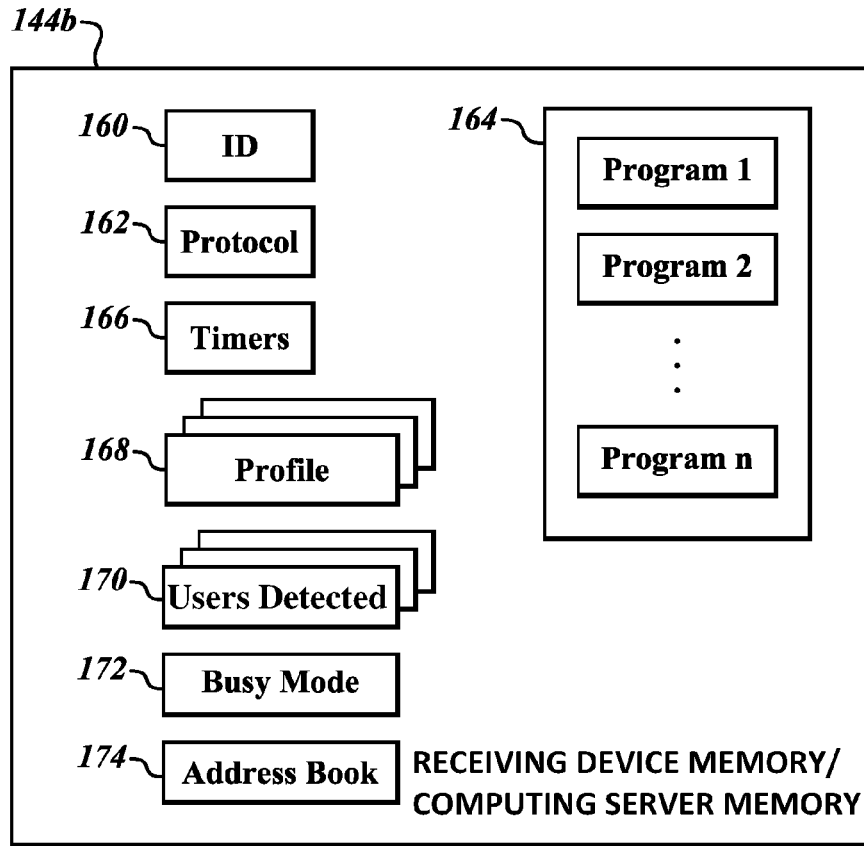 144b
160
ID
162
Protocol
166
Timers
168
Profile
170
Users Detected
172
Busy Mode
174
Address Book
164
Program 1
Program 2
Program n
RECEIVING DEVICE MEMORY/
COMPUTING SERVER MEMORY